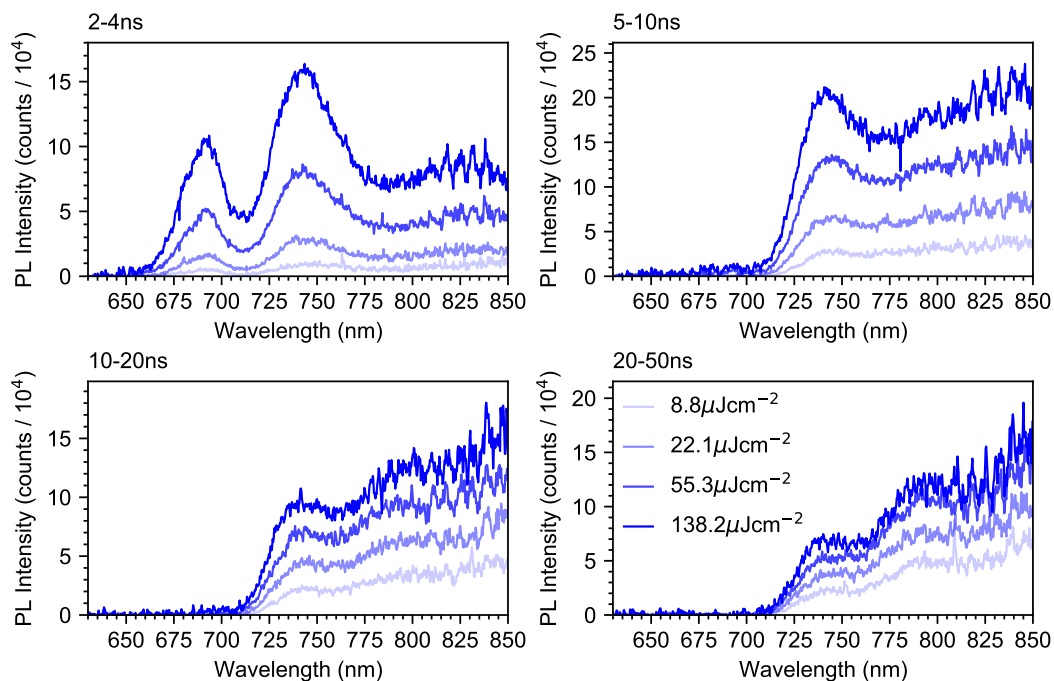 2-4ns
PL Intensity (counts / 10⁴)
15
10
5
0
650 675 700 725 750 775 800 825 850
Wavelength (nm)
5-10ns
PL Intensity (counts / 10⁴)
25
20
15
10
5
0
650 675 700 725 750 775 800 825 850
Wavelength (nm)
10-20ns
PL Intensity (counts / 10⁴)
15
10
5
0
650 675 700 725 750 775 800 825 850
Wavelength (nm)
20-50ns
PL Intensity (counts / 10⁴)
20
15
10
5
0
8.8μJcm⁻²
22.1μJcm⁻²
55.3μJcm⁻²
138.2μJcm⁻²
650 675 700 725 750 775 800 825 850
Wavelength (nm)